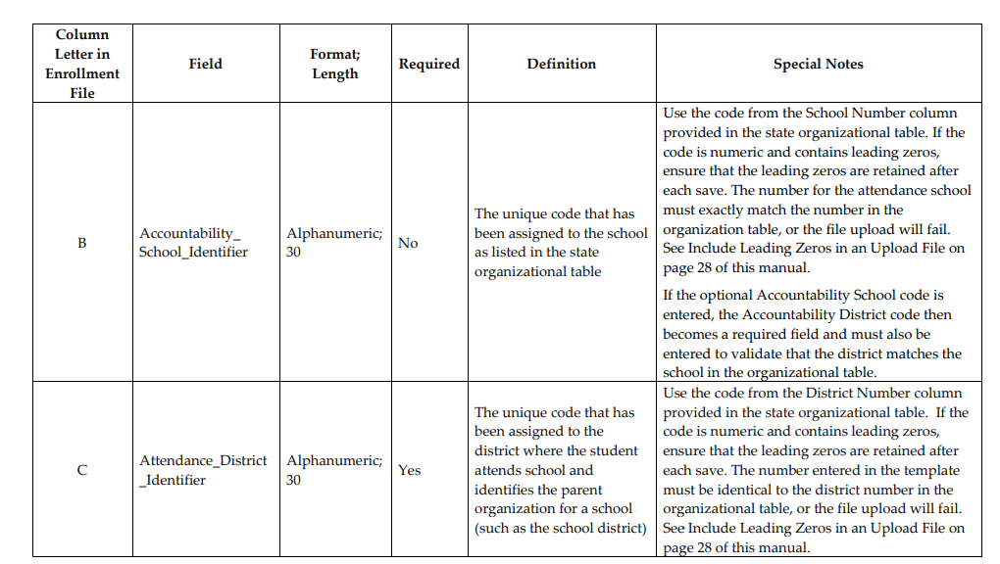 Column
Letter in
Enrollment
File
Field
Format;
Length
Required
Definition
Special Notes
B
Accountability_
School_Identifier
Alphanumeric;
30
No
The unique code that has
been assigned to the school
as listed in the state
organizational table
Use the code from the School Number column
provided in the state organizational table. If the
code is numeric and contains leading zeros,
ensure that the leading zeros are retained after
each save. The number for the attendance school
must exactly match the number in the
organization table, or the file upload will fail.
See Include Leading Zeros in an Upload File on
page 28 of this manual.
If the optional Accountability School code is
entered, the Accountability District code then
becomes a required field and must also be
entered to validate that the district matches the
school in the organizational table.
C
Attendance_District
_Identifier
Alphanumeric;
30
Yes
The unique code that has
been assigned to the
district where the student
attends school and
identifies the parent
organization for a school
(such as the school district)
Use the code from the District Number column
provided in the state organizational table.  If the
code is numeric and contains leading zeros,
ensure that the leading zeros are retained after
each save. The number entered in the template
must be identical to the district number in the
organizational table, or the file upload will fail.
See Include Leading Zeros in an Upload File on
page 28 of this manual.